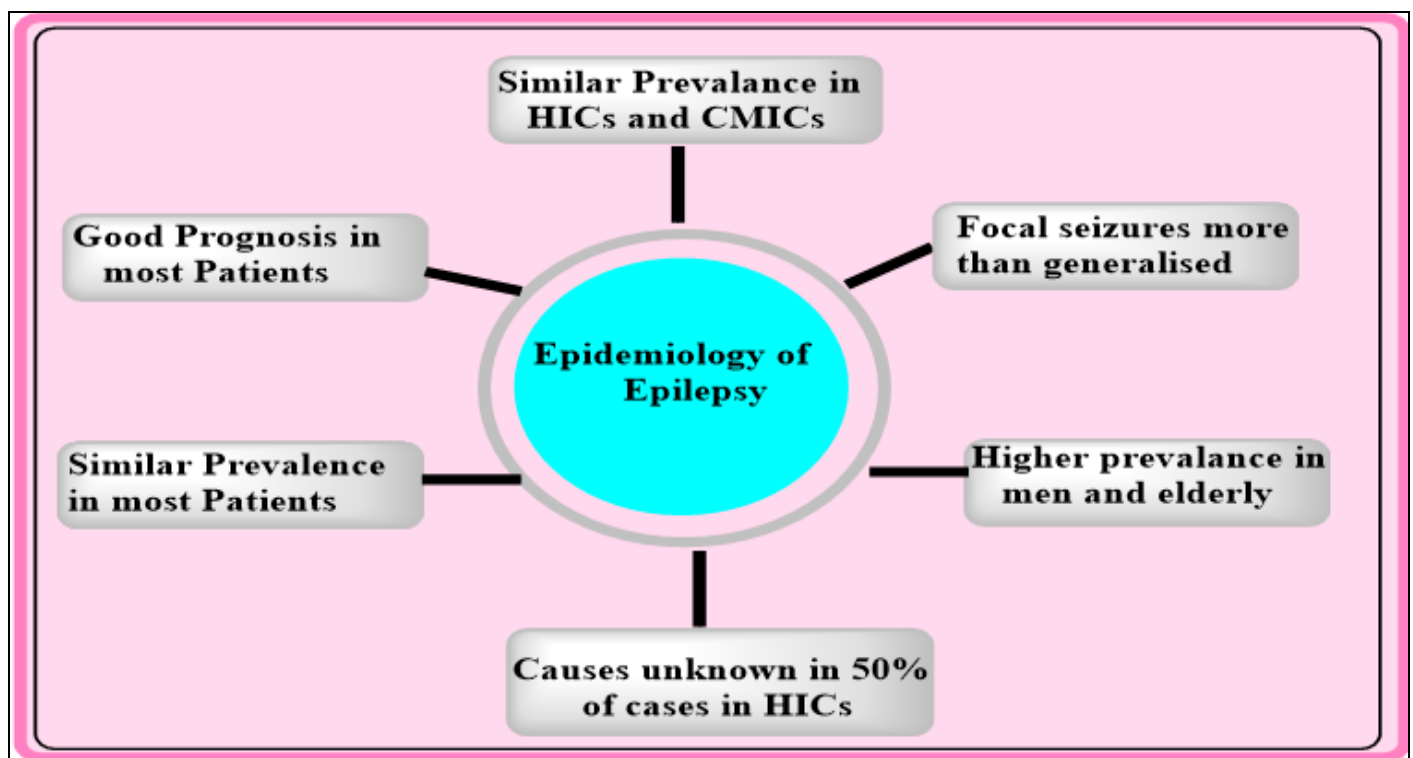 Similar Prevalance in
HICs and CMICs
Good Prognosis in
most Patients
Focal seizures more
than generalised
Epidemiology of
Epilepsy
Similar Prevalence
in most Patients
Higher prevalance in
men and elderly
Causes unknown in 50%
of cases in HICs